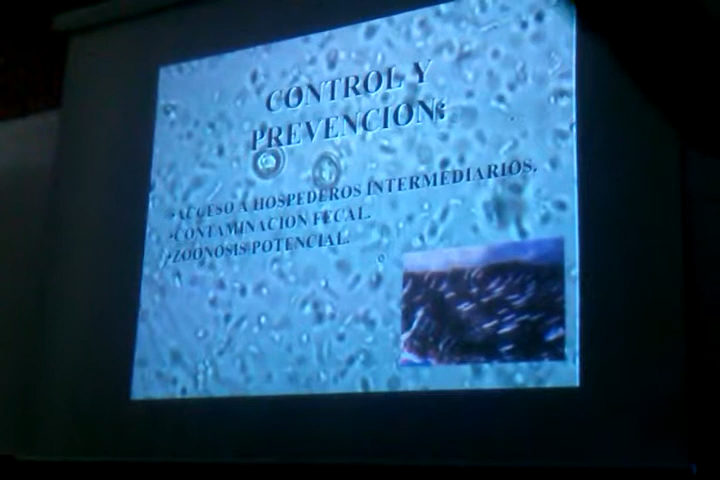 CONTROL Y
PREVENCION:
•ACCESO A HOSPEDEROS INTERMEDIARIOS.
•CONTAMINACION FECAL.
•ZOONOSIS POTENCIAL.